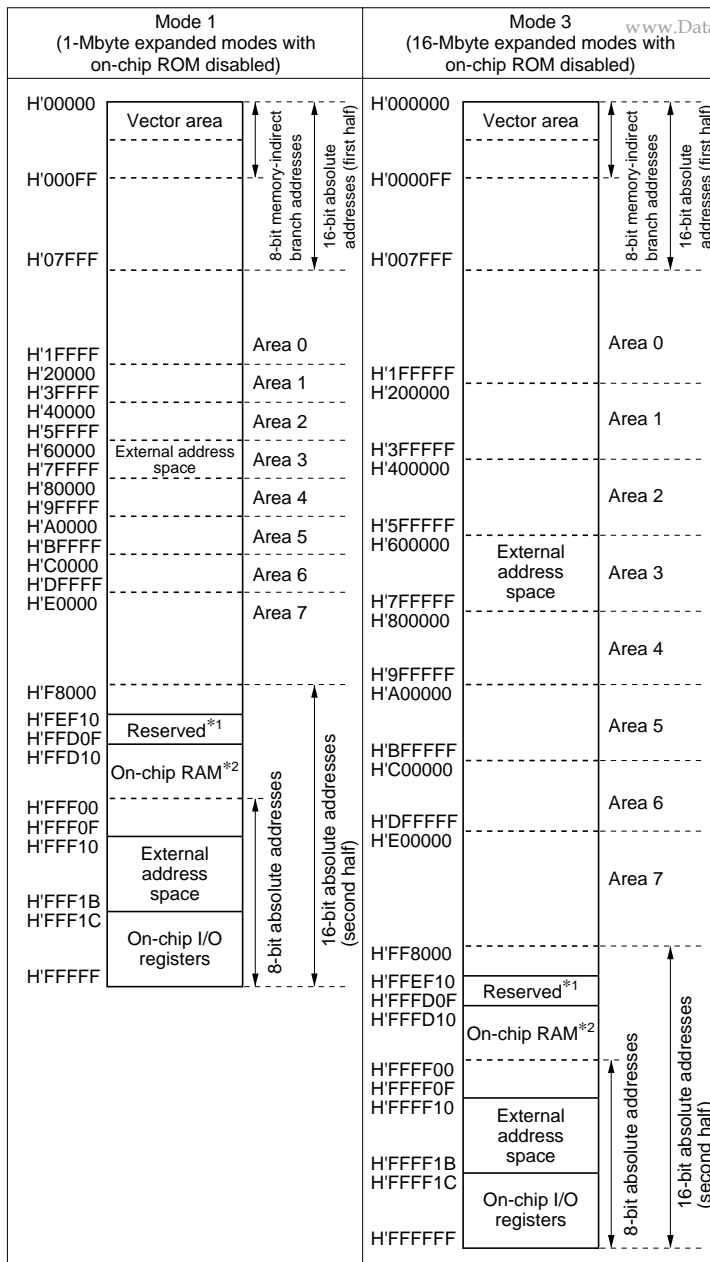 Mode 1
(1-Mbyte expanded modes with
on-chip ROM disabled)
H'00000
Vector area
H'000FF
H'07FFF
8-bit memory-indirect
branch addresses
16-bit absolute
addresses (first half)
H'1FFFF
Area 0
H'20000
H'3FFFF
Area 1
H'40000
H'5FFFF
Area 2
H'60000
H'7FFFF
External address
space
Area 3
H'80000
H'9FFFF
Area 4
H'A0000
H'BFFFF
Area 5
H'C0000
H'DFFFF
Area 6
H'E0000
Area 7
H'F8000
H'FEF10
H'FFD0F
Reserved*1
H'FFD10
On-chip RAM*2
H'FFF00
H'FFF0F
H'FFF10
External
address
space
H'FFF1B
H'FFF1C
On-chip I/O
registers
H'FFFFF
8-bit absolute addresses
16-bit absolute addresses
(second half)
Mode 3
www.Data
(16-Mbyte expanded modes with
on-chip ROM disabled)
H'000000
Vector area
H'0000FF
H'007FFF
8-bit memory-indirect
branch addresses
16-bit absolute
addresses (first half)
Area 0
H'1FFFFF
H'200000
Area 1
H'3FFFFF
H'400000
Area 2
H'5FFFFF
H'600000
External
address
space
Area 3
H'7FFFFF
H'800000
Area 4
H'9FFFFF
H'A00000
Area 5
H'BFFFFF
H'C00000
Area 6
H'DFFFFF
H'E00000
Area 7
H'FF8000
H'FFEF10
H'FFFD0F
Reserved*1
H'FFFD10
On-chip RAM*2
H'FFFF00
H'FFFF0F
H'FFFF10
External
address
space
H'FFFF1B
H'FFFF1C
On-chip I/O
registers
H'FFFFFF
8-bit absolute addresses
16-bit absolute addresses
(second half)